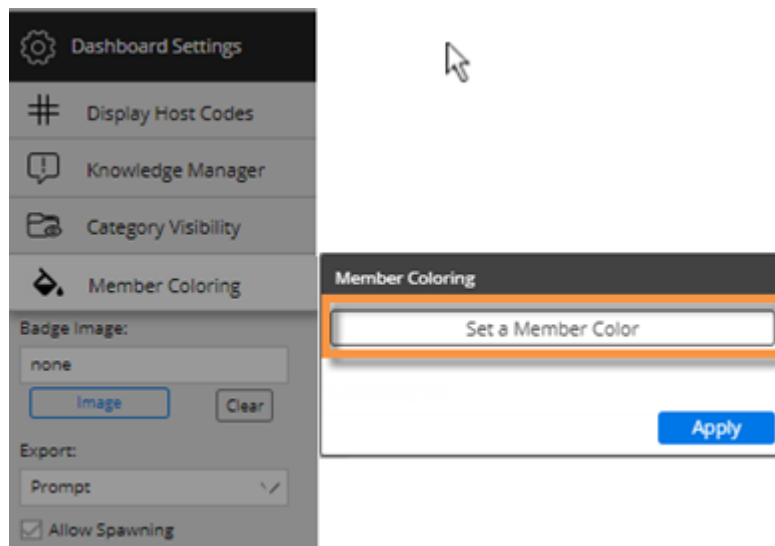 Dashboard Settings
Display Host Codes
Knowledge Manager
Category Visibility
Member Coloring
Badge Image:
none
Image
Clear
Export:
Prompt
Allow Spawning
Member Coloring
Set a Member Color
Apply